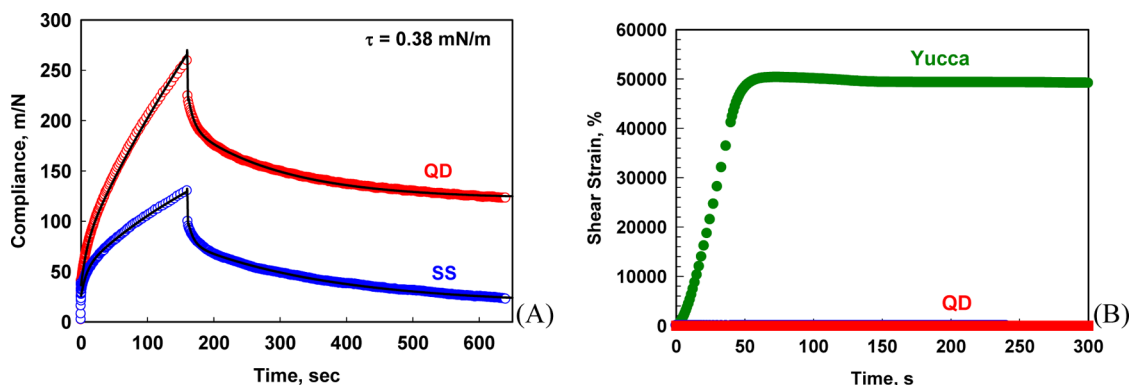 300
τ = 0.38 mN/m
250
200
150
100
50
0
Compliance, m/N
QD
SS
0 100 200 300 400 500 600
Time, sec
(A)
60000
50000
40000
30000
20000
10000
0
Shear Strain, %
Yucca
QD
0 50 100 150 200 250 300
Time, s
(B)